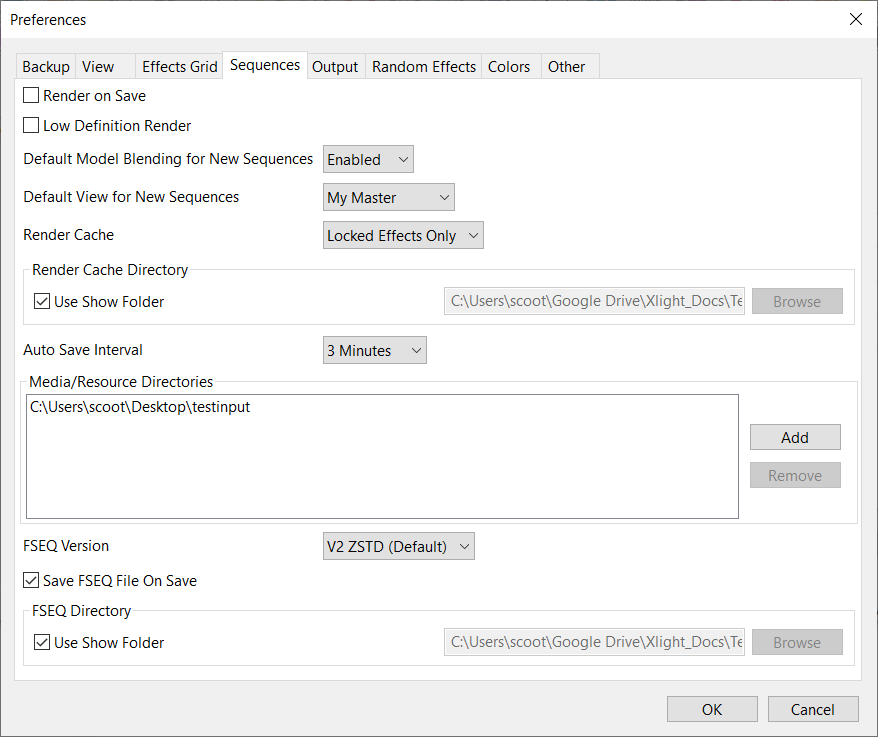 Preferences
Backup View Effects Grid Sequences Output Random Effects Colors Other
Render on Save
Low Definition Render
Default Model Blending for New Sequences Enabled
Default View for New Sequences My Master
Render Cache Locked Effects Only
Render Cache Directory
Use Show Folder C:\Users\scoot\Google Drive\Xlight_Docs\Te Browse
Auto Save Interval 3 Minutes
Media/Resource Directories
C:\Users\scoot\Desktop\testinput
Add
Remove
FSEQ Version V2 ZSTD (Default)
Save FSEQ File On Save
FSEQ Directory
Use Show Folder C:\Users\scoot\Google Drive\Xlight_Docs\Te Browse
OK Cancel